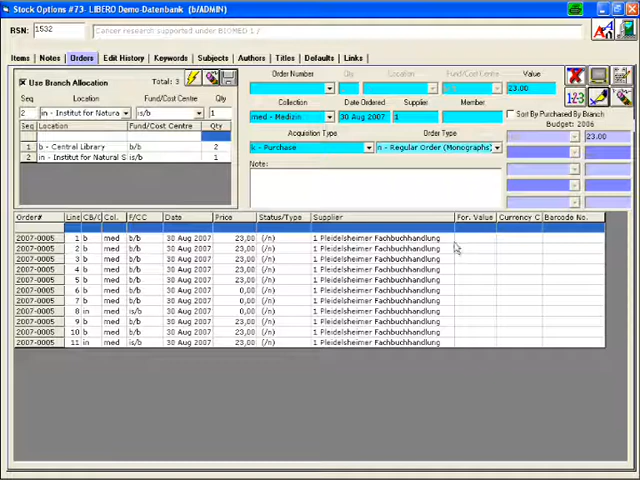 Stock Options #73- LIBERO Demo-Datenbank (b/ADMIN)
RSN: 1532 Cancer research supported under BIOMED 1 /
Items Notes Orders Edit History Keywords Subjects Authors Titles Defaults Links
Use Branch Allocation Total: 3
Seq Location Fund/Cost Centre Qty
2 in - Institut for Natura is/b 1
Seq Location Fund/Cost Centre Qty
1 b - Central Library b/b 2
2 in - Institut for Natural S is/b 1
Order Number Qty Location Fund/Cost Centre Value
23.00
Collection Date Ordered Supplier Member
med - Medizin 30 Aug 2007 1
Acquisition Type Order Type
k - Purchase n - Regular Order (Monographs)
Note:
Sort By Purchased By Branch
Budget: 2006
23.00
Order# Line CB/C Col. F/CC Date Price Status/Type Supplier For. Value Currency C Barcode No.
2007-0005 1 b med b/b 30 Aug 2007 23,00 (/n) 1 Pleidelsheimer Fachbuchhandlung
2007-0005 2 b med b/b 30 Aug 2007 23,00 (/n) 1 Pleidelsheimer Fachbuchhandlung
2007-0005 3 b med b/b 30 Aug 2007 23,00 (/n) 1 Pleidelsheimer Fachbuchhandlung
2007-0005 4 b med b/b 30 Aug 2007 23,00 (/n) 1 Pleidelsheimer Fachbuchhandlung
2007-0005 5 b med b/b 30 Aug 2007 23,00 (/n) 1 Pleidelsheimer Fachbuchhandlung
2007-0005 6 b med b/b 30 Aug 2007 0,00 (/n) 1 Pleidelsheimer Fachbuchhandlung
2007-0005 7 b med b/b 30 Aug 2007 0,00 (/n) 1 Pleidelsheimer Fachbuchhandlung
2007-0005 8 in med is/b 30 Aug 2007 0,00 (/n) 1 Pleidelsheimer Fachbuchhandlung
2007-0005 9 b med b/b 30 Aug 2007 23,00 (/n) 1 Pleidelsheimer Fachbuchhandlung
2007-0005 10 b med b/b 30 Aug 2007 23,00 (/n) 1 Pleidelsheimer Fachbuchhandlung
2007-0005 11 in med is/b 30 Aug 2007 23,00 (/n) 1 Pleidelsheimer Fachbuchhandlung